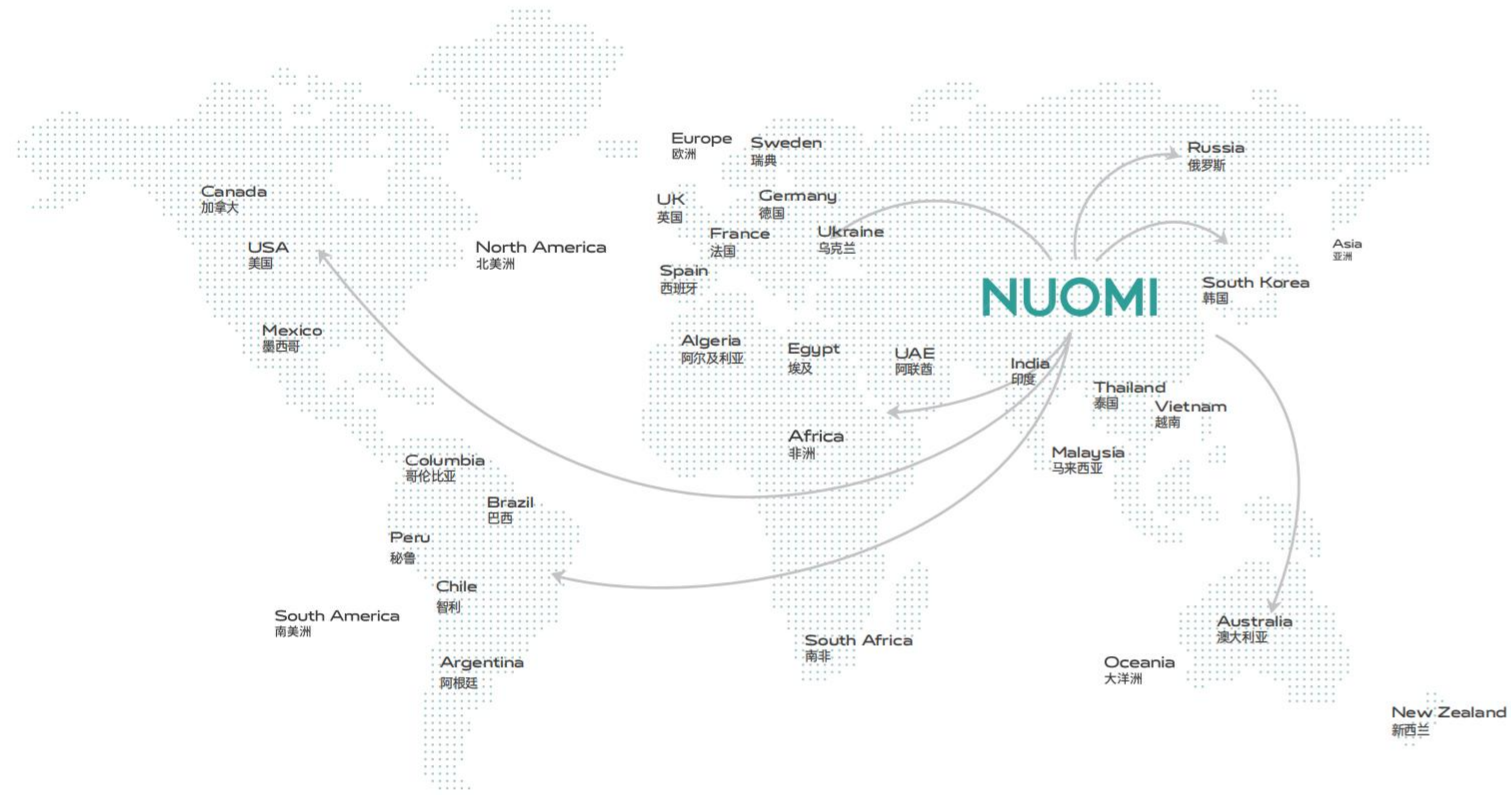 Europe
欧洲
Sweden
瑞典
Russia
俄罗斯
Canada
加拿大
UK
英国
Germany
德国
France
法国
Ukraine
乌克兰
USA
美国
North America
北美洲
Asia
亚洲
Spain
西班牙
NUOMI
South Korea
韩国
Mexico
墨西哥
Algeria
阿尔及利亚
Egypt
埃及
UAE
阿联酋
India
印度
Thailand
泰国
Vietnam
越南
Africa
非洲
Malaysia
马来西亚
Columbia
哥伦比亚
Brazil
巴西
Peru
秘鲁
Chile
智利
South America
南美洲
Australia
澳大利亚
South Africa
南非
Argentina
阿根廷
Oceania
大洋洲
New Zealand
新西兰